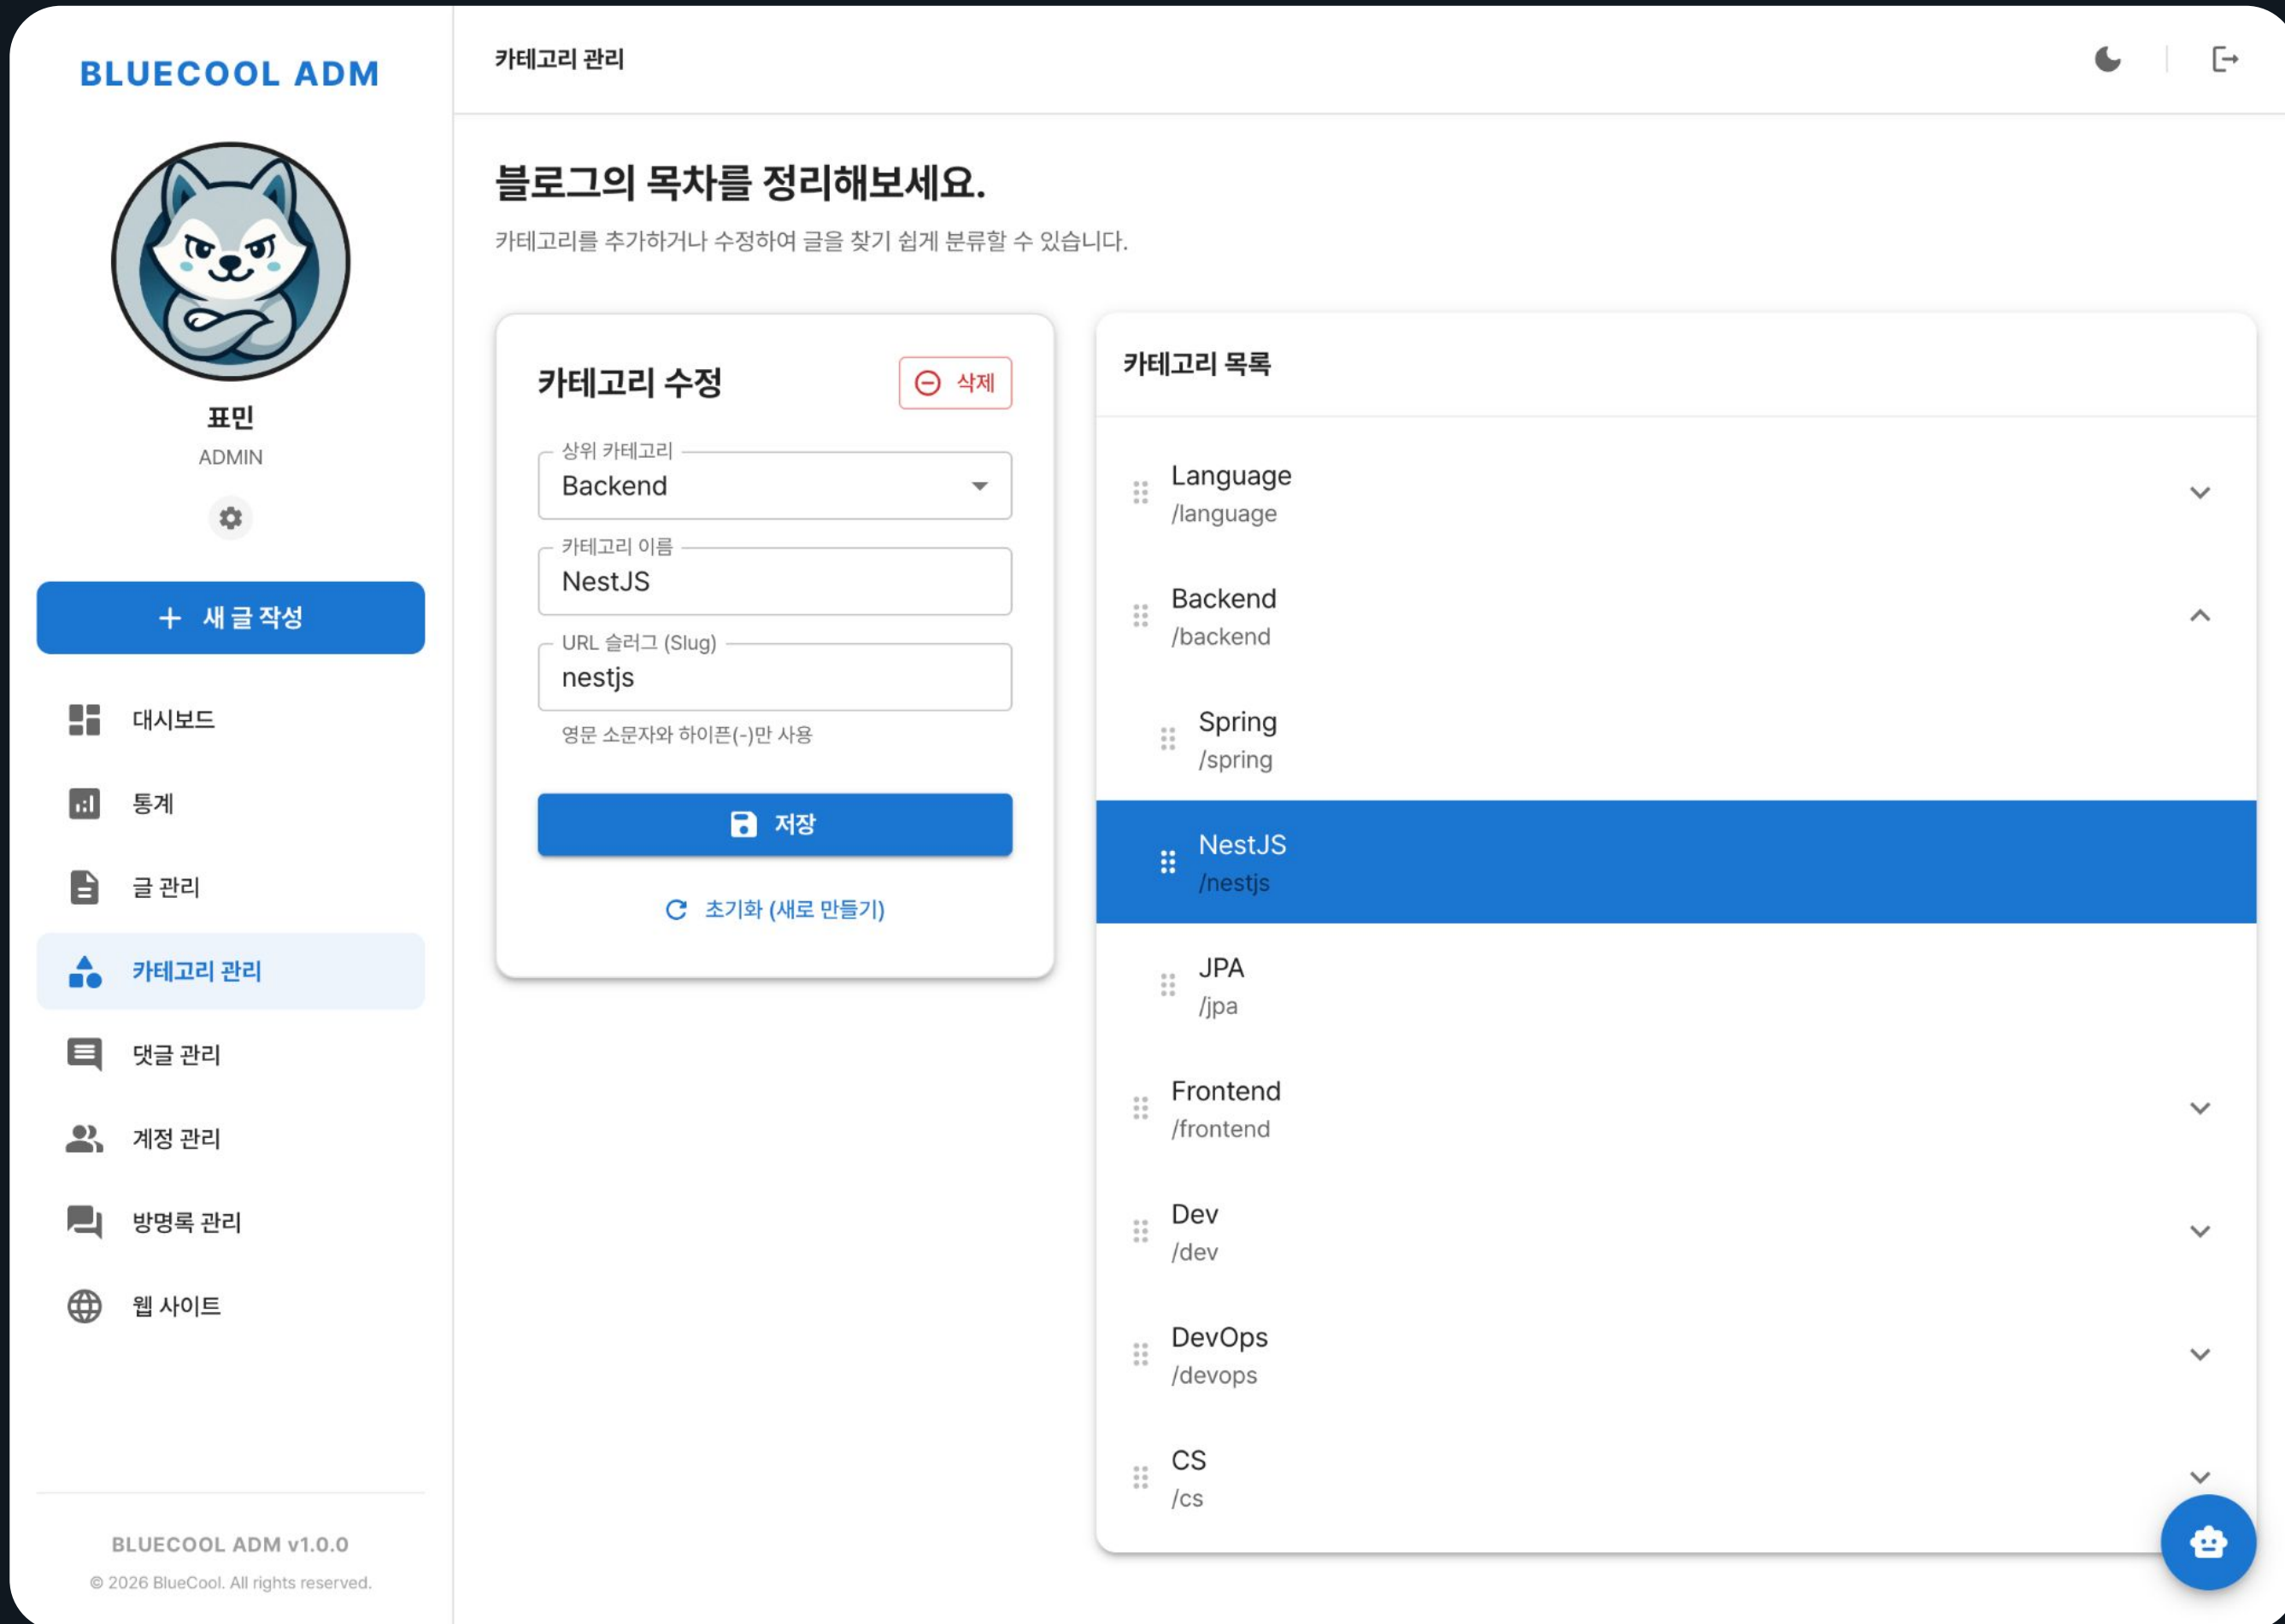 BLUECOOL ADM
표민
ADMIN
새 글 작성
대시보드
통계
글 관리
카테고리 관리
댓글 관리
계정 관리
방명록 관리
웹 사이트
BLUECOOL ADM v1.0.0
© 2026 BlueCool. All rights reserved.
카테고리 관리
블로그의 목차를 정리해보세요.
카테고리를 추가하거나 수정하여 글을 찾기 쉽게 분류할 수 있습니다.
카테고리 수정
삭제
상위 카테고리
Backend
카테고리 이름
NestJS
URL 슬러그 (Slug)
nestjs
영문 소문자와 하이픈(-)만 사용
저장
초기화 (새로 만들기)
카테고리 목록
Language
/language
Backend
/backend
Spring
/spring
NestJS
/nestjs
JPA
/jpa
Frontend
/frontend
Dev
/dev
DevOps
/devops
CS
/cs